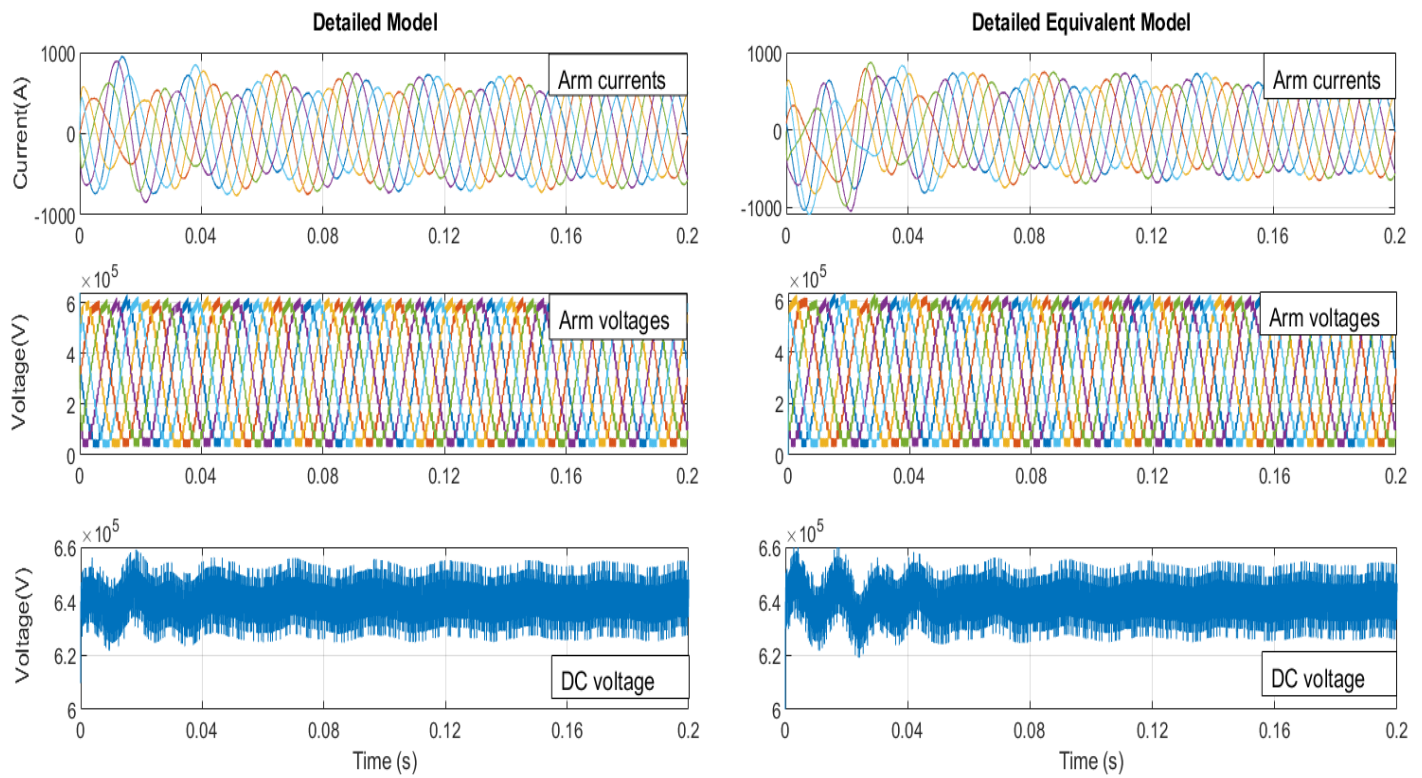 Detailed Model
Detailed Equivalent Model
1000
0
-1000
Current(A)
Arm currents
0 0.04 0.08 0.12 0.16 0.2
1000
0
-1000
Arm currents
0 0.04 0.08 0.12 0.16 0.2
×10^5
6
4
2
0
Voltage(V)
Arm voltages
0 0.04 0.08 0.12 0.16 0.2
×10^5
6
4
2
0
Arm voltages
0 0.04 0.08 0.12 0.16 0.2
×10^5
6.6
6.4
6.2
6
Voltage(V)
DC voltage
0 0.04 0.08 0.12 0.16 0.2
Time (s)
×10^5
6.6
6.4
6.2
6
DC voltage
0 0.04 0.08 0.12 0.16 0.2
Time (s)